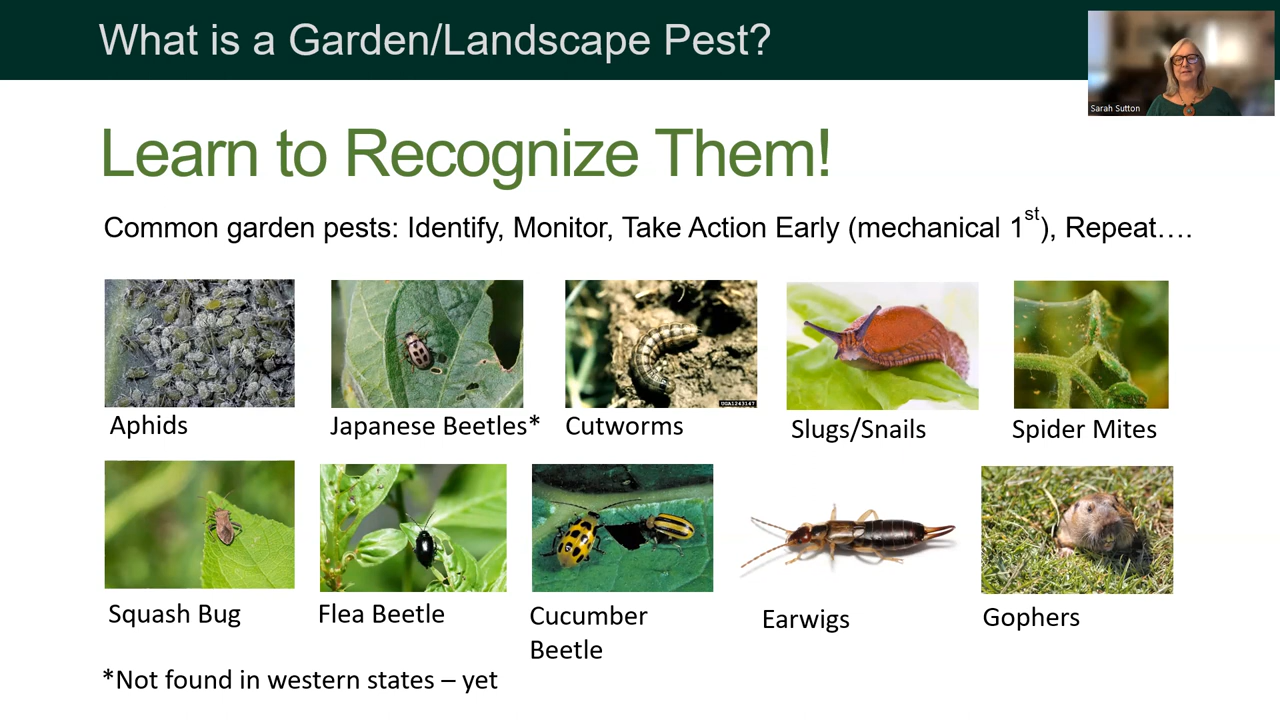 What is a Garden/Landscape Pest?
Sarah Sutton
Learn to Recognize Them!
Common garden pests: Identify, Monitor, Take Action Early (mechanical 1st), Repeat….
UGA1243147
Aphids
Japanese Beetles*
Cutworms
Slugs/Snails
Spider Mites
Squash Bug
Flea Beetle
Cucumber
Beetle
Earwigs
Gophers
*Not found in western states – yet